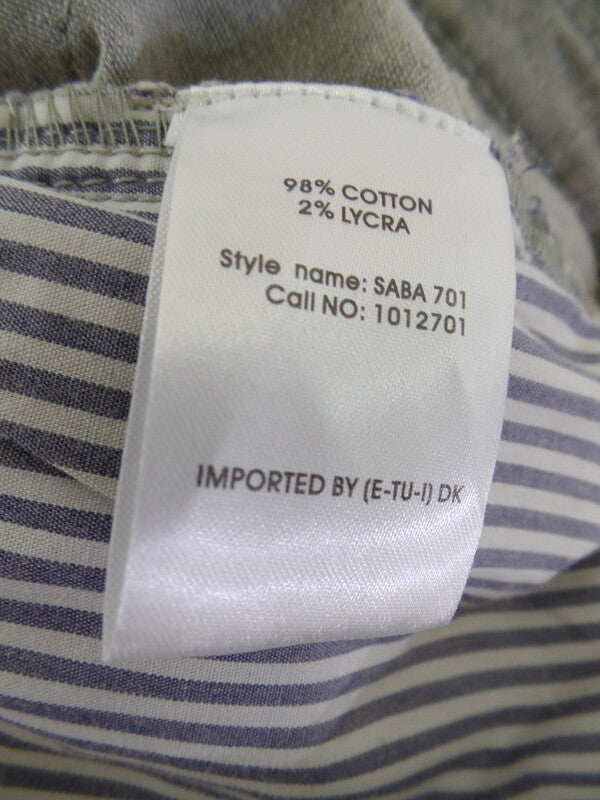 98% COTTON
2% LYCRA
Style name: SABA 701
Call NO: 1012701
IMPORTED BY (E-TU-I) DK